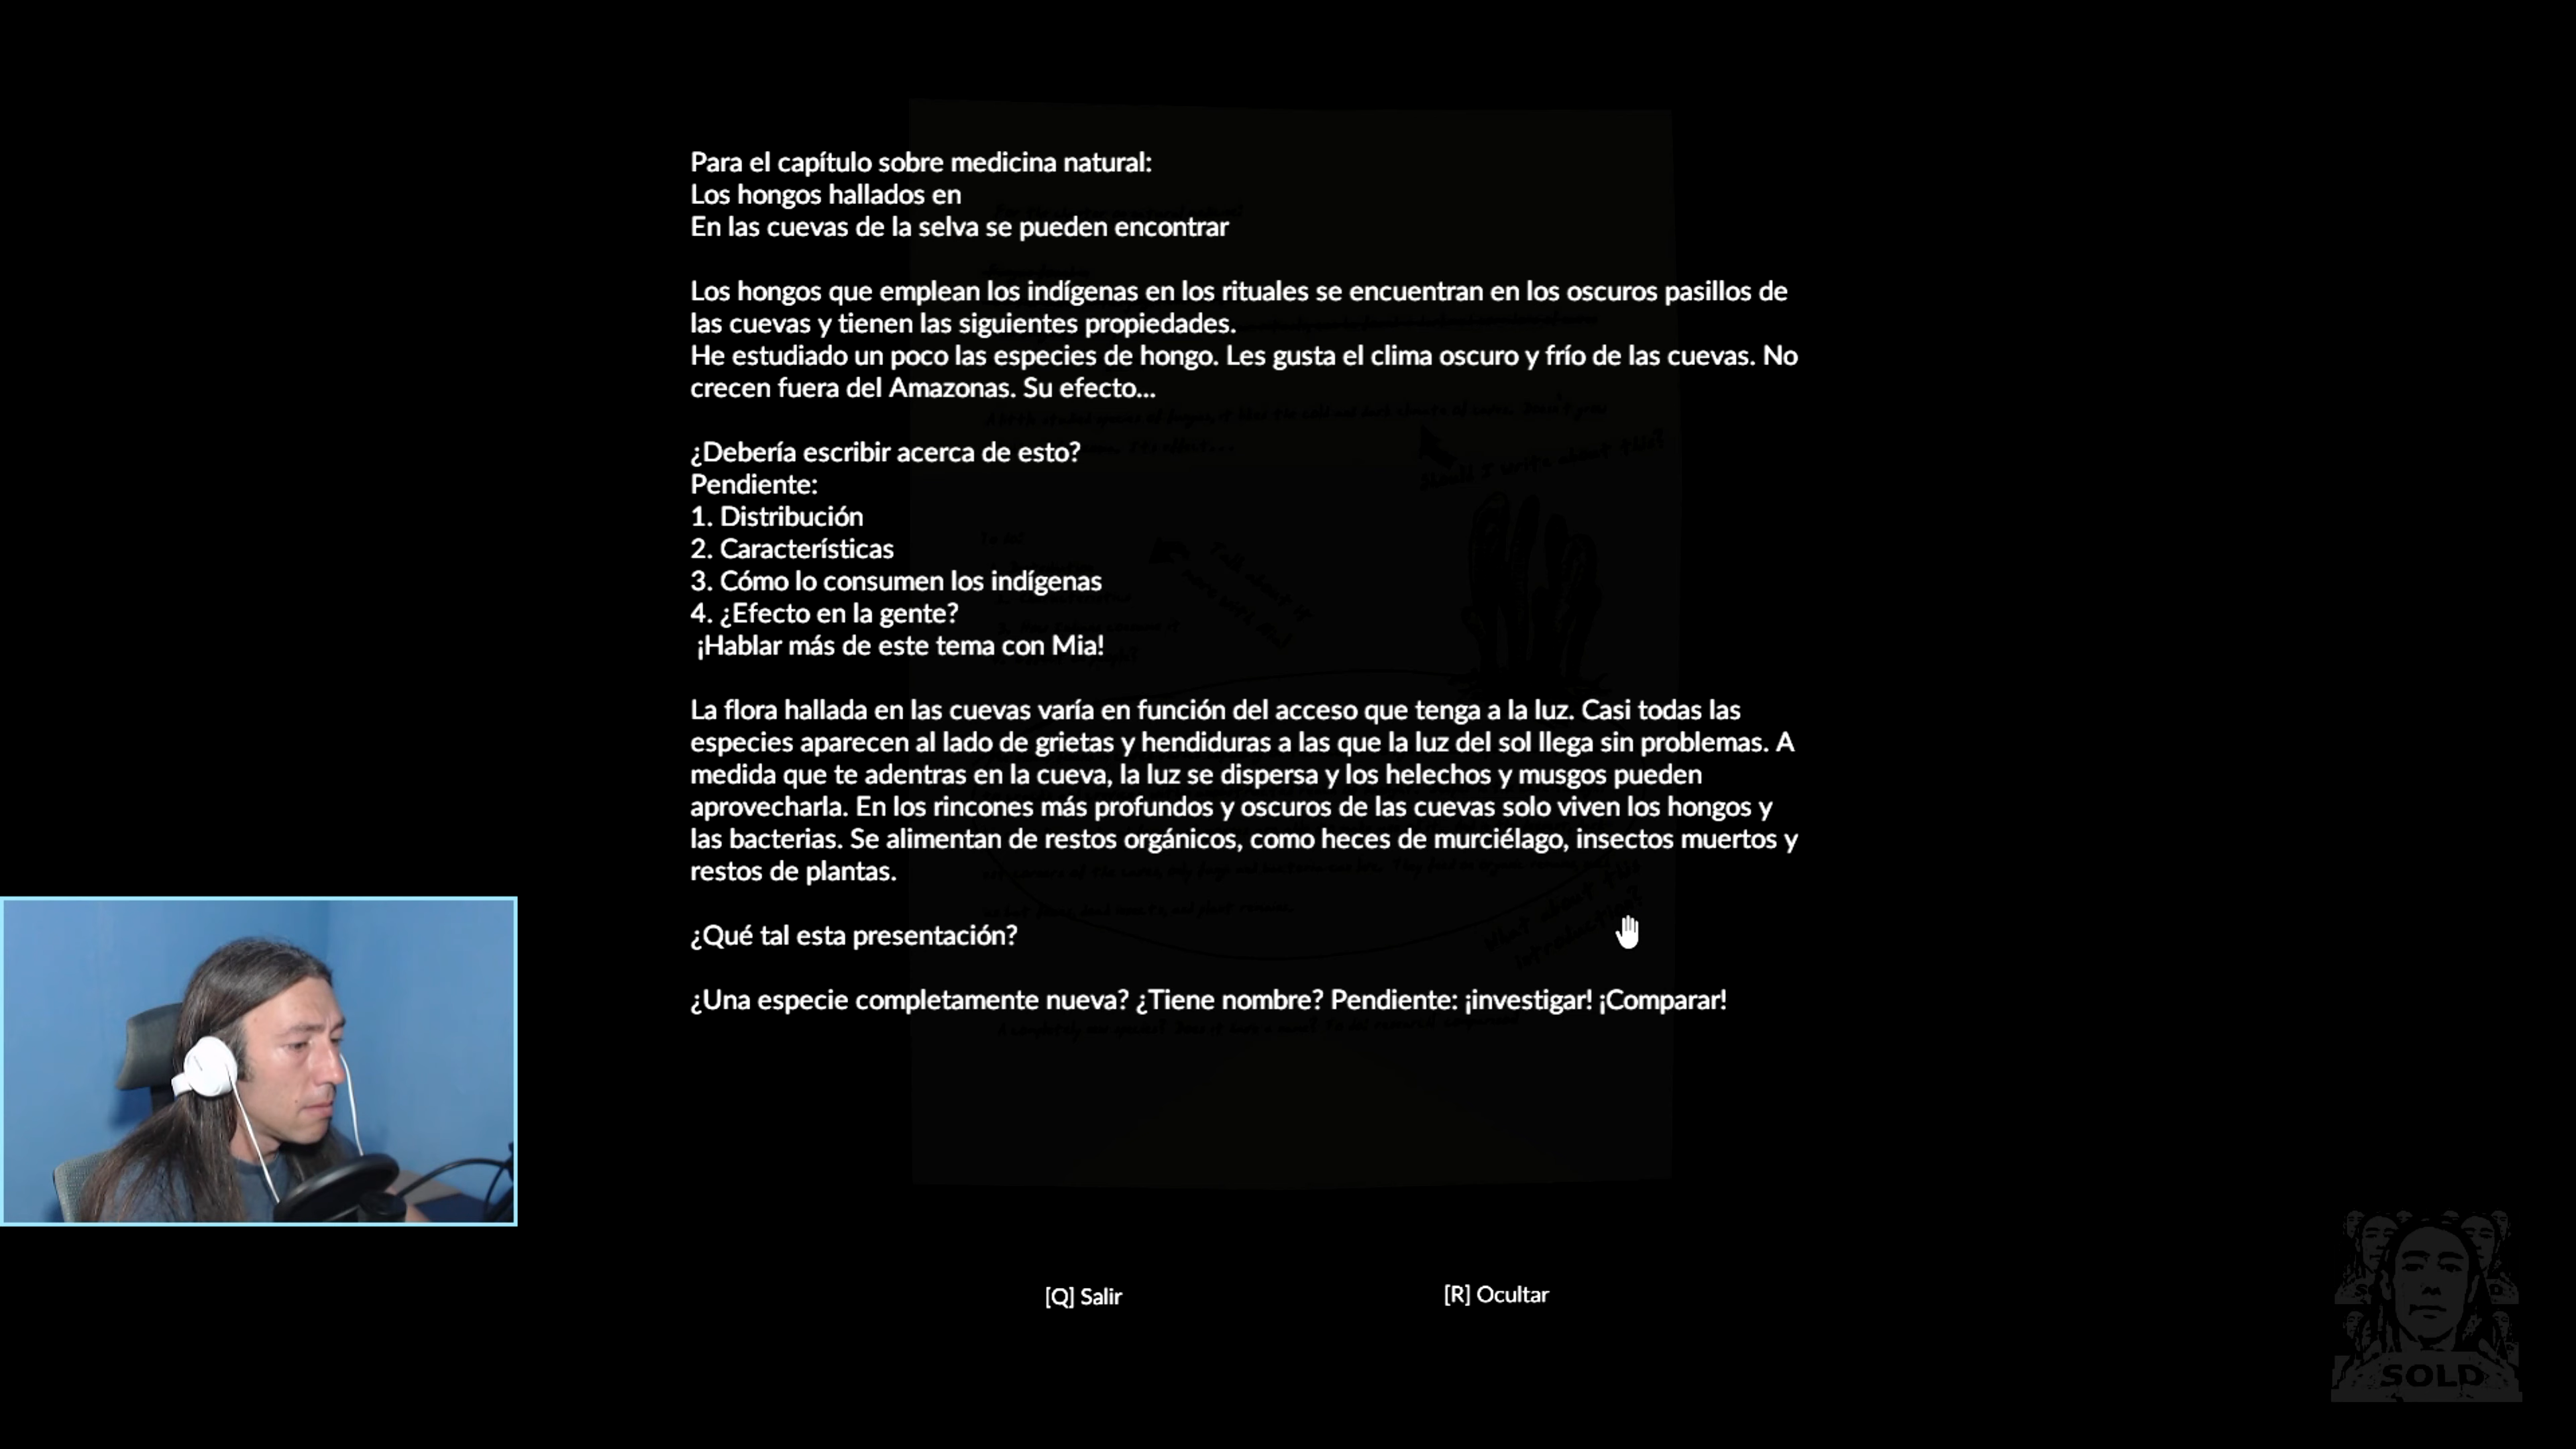 Para el capítulo sobre medicina natural:
Los hongos hallados en
En las cuevas de la selva se pueden encontrar
Los hongos que emplean los indígenas en los rituales se encuentran en los oscuros pasillos de
las cuevas y tienen las siguientes propiedades.
He estudiado un poco las especies de hongo. Les gusta el clima oscuro y frío de las cuevas. No
crecen fuera del Amazonas. Su efecto...
¿Debería escribir acerca de esto?
Pendiente:
1. Distribución
2. Características
3. Cómo lo consumen los indígenas
4. ¿Efecto en la gente?
¡Hablar más de este tema con Mia!
La flora hallada en las cuevas varía en función del acceso que tenga a la luz. Casi todas las
especies aparecen al lado de grietas y hendiduras a las que la luz del sol llega sin problemas. A
medida que te adentras en la cueva, la luz se dispersa y los helechos y musgos pueden
aprovecharla. En los rincones más profundos y oscuros de las cuevas solo viven los hongos y
las bacterias. Se alimentan de restos orgánicos, como heces de murciélago, insectos muertos y
restos de plantas.
¿Qué tal esta presentación?
¿Una especie completamente nueva? ¿Tiene nombre? Pendiente: ¡investigar! ¡Comparar!
[Q] Salir
[R] Ocultar
SOLD